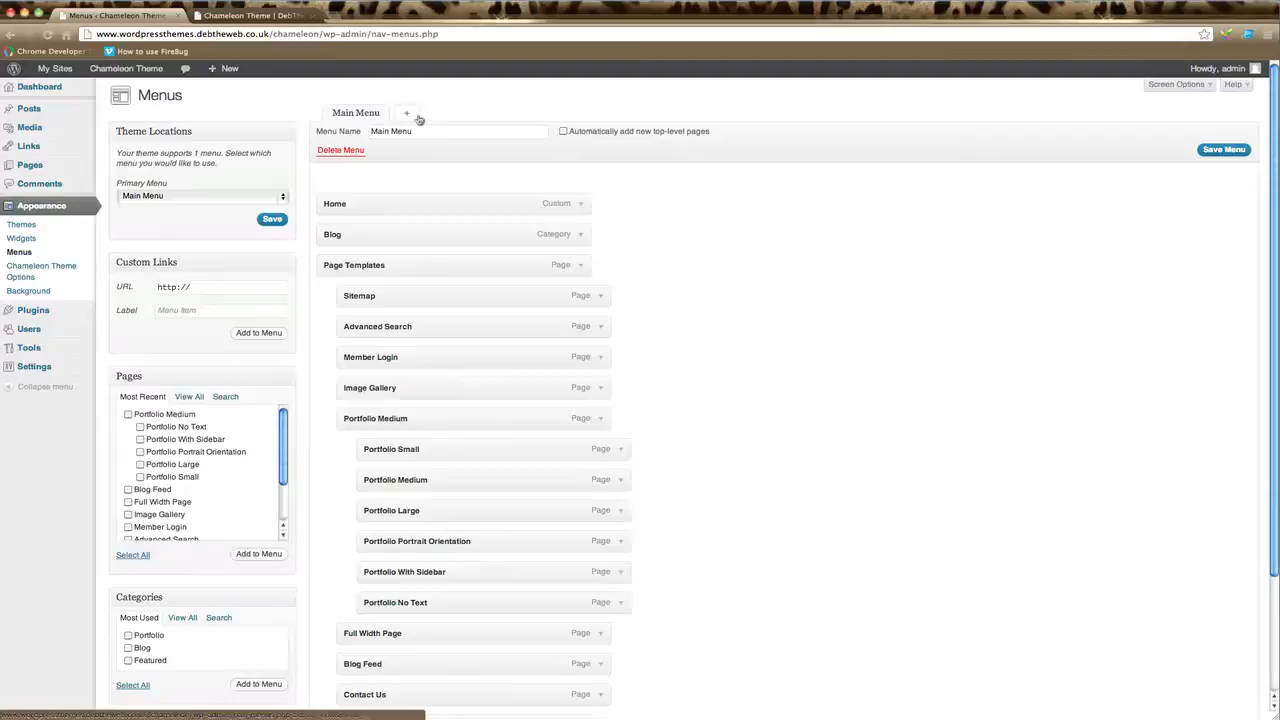 Menus ‹ Chameleon Theme
Chameleon Theme | DebThe
www.wordpressthemes.debtheweb.co.uk/chameleon/wp-admin/nav-menus.php
Chrome Developer
How to use FireBug
My Sites
Chameleon Theme
+ New
Howdy, admin
Dashboard
Posts
Media
Links
Pages
Comments
Appearance
Themes
Widgets
Menus
Chameleon Theme
Options
Background
Plugins
Users
Tools
Settings
Collapse menu
Menus
Screen Options
Help
Theme Locations
Your theme supports 1 menu. Select which
menu you would like to use.
Primary Menu
Main Menu
Save
Custom Links
URL http://
Label Menu Item
Add to Menu
Pages
Most Recent View All Search
Portfolio Medium
Portfolio No Text
Portfolio With Sidebar
Portfolio Portrait Orientation
Portfolio Large
Portfolio Small
Blog Feed
Full Width Page
Image Gallery
Member Login
Advanced Search
Select All
Add to Menu
Categories
Most Used View All Search
Portfolio
Blog
Featured
Select All
Add to Menu
Main Menu +
Menu Name Main Menu
Automatically add new top-level pages
Delete Menu
Save Menu
Home Custom
Blog Category
Page Templates Page
Sitemap Page
Advanced Search Page
Member Login Page
Image Gallery Page
Portfolio Medium Page
Portfolio Small Page
Portfolio Medium Page
Portfolio Large Page
Portfolio Portrait Orientation Page
Portfolio With Sidebar Page
Portfolio No Text Page
Full Width Page Page
Blog Feed Page
Contact Us Page